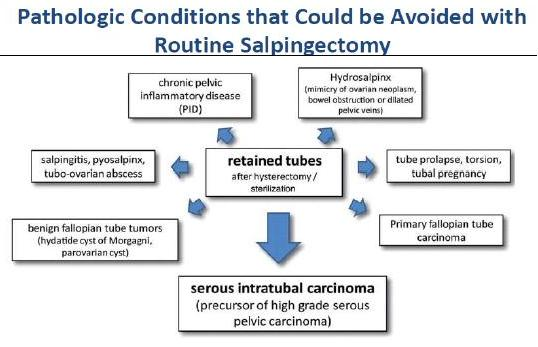 Pathologic Conditions that Could be Avoided with
Routine Salpingectomy
chronic pelvic
inflammatory disease
(PID)
Hydrosalpinx
(mimicry of ovarian neoplasm,
bowel obstruction or dilated
pelvic veins)
salpingitis, pyosalpinx,
tubo-ovarian abscess
retained tubes
after hysterectomy /
sterilization
tube prolapse, torsion,
tubal pregnancy
benign fallopian tube tumors
(hydatide cyst of Morgagni,
parovarian cyst)
Primary fallopian tube
carcinoma
serous intratubal carcinoma
(precursor of high grade serous
pelvic carcinoma)